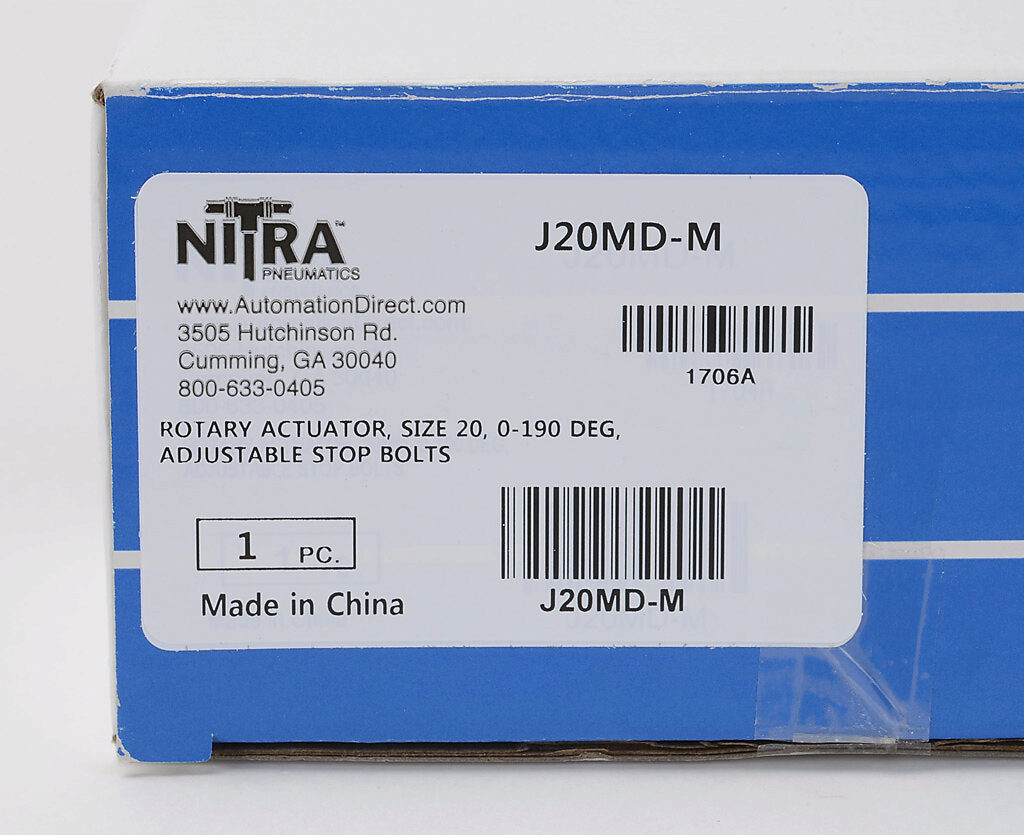 NITRA™
PNEUMATICS
J20MD-M
www.AutomationDirect.com
3505 Hutchinson Rd.
Cumming, GA 30040
800-633-0405
1706A
ROTARY ACTUATOR, SIZE 20, 0-190 DEG,
ADJUSTABLE STOP BOLTS
1 PC.
Made in China
J20MD-M